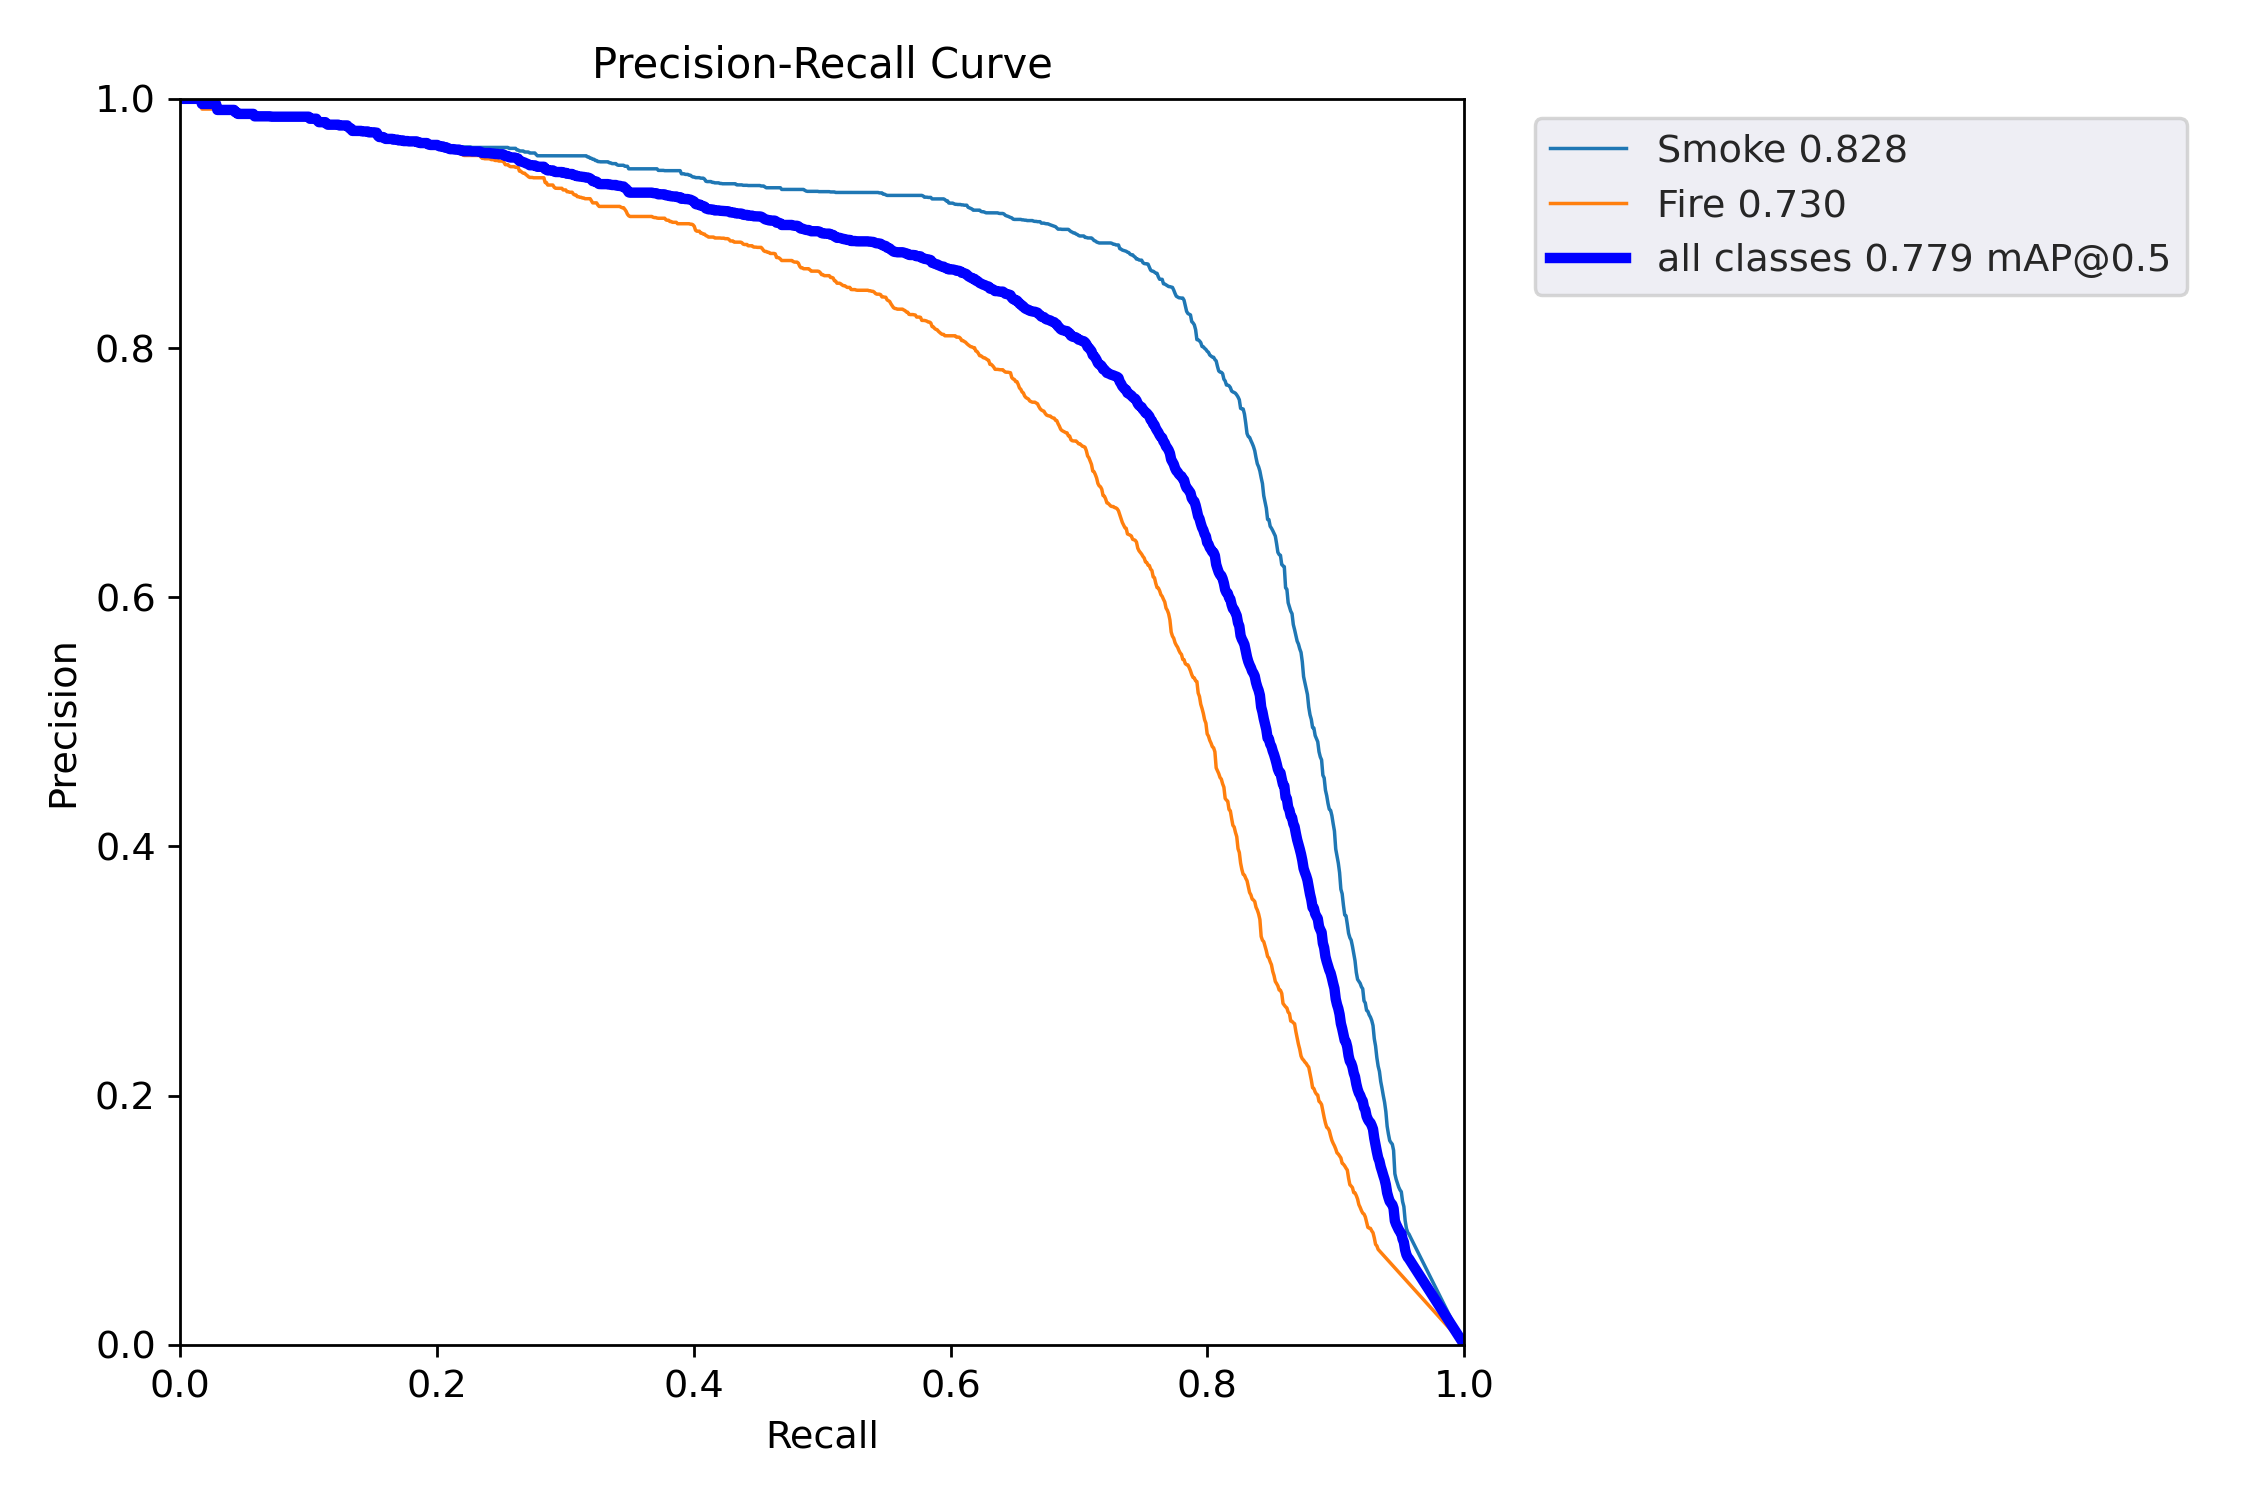 Precision-Recall Curve
Smoke 0.828
Fire 0.730
all classes 0.779 mAP@0.5
Precision
1.0
0.8
0.6
0.4
0.2
0.0
0.0 0.2 0.4 0.6 0.8 1.0
Recall